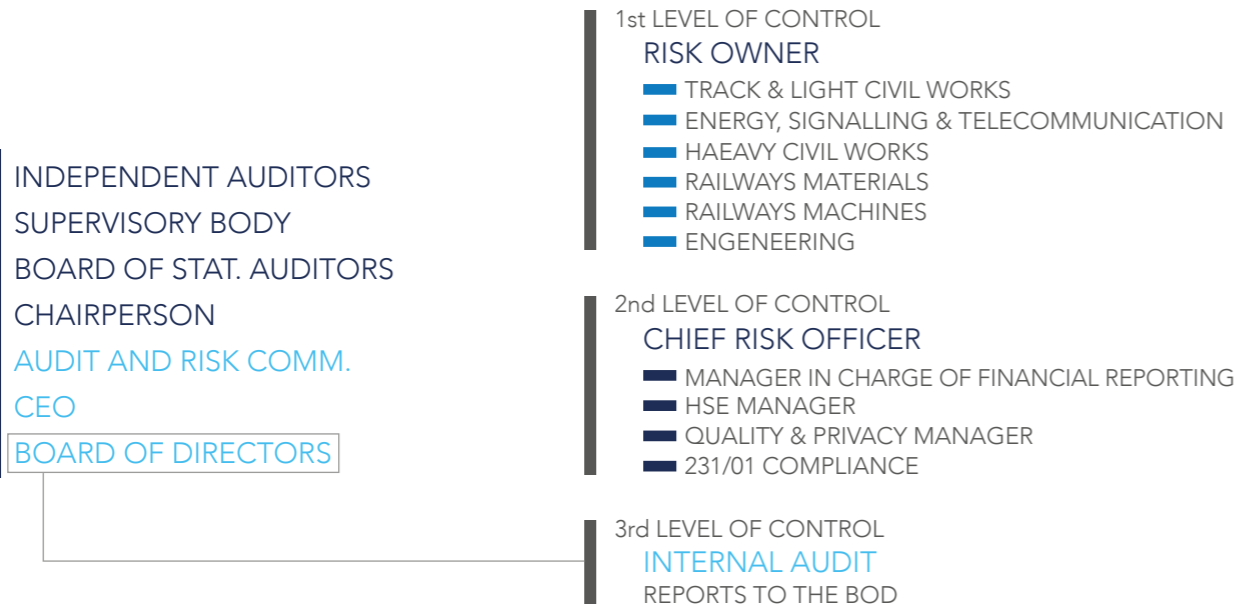 INDEPENDENT AUDITORS
SUPERVISORY BODY
BOARD OF STAT. AUDITORS
CHAIRPERSON
AUDIT AND RISK COMM.
CEO
BOARD OF DIRECTORS
1st LEVEL OF CONTROL
RISK OWNER
TRACK & LIGHT CIVIL WORKS
ENERGY, SIGNALLING & TELECOMMUNICATION
HAEAVY CIVIL WORKS
RAILWAYS MATERIALS
RAILWAYS MACHINES
ENGENEERING
2nd LEVEL OF CONTROL
CHIEF RISK OFFICER
MANAGER IN CHARGE OF FINANCIAL REPORTING
HSE MANAGER
QUALITY & PRIVACY MANAGER
231/01 COMPLIANCE
3rd LEVEL OF CONTROL
INTERNAL AUDIT
REPORTS TO THE BOD